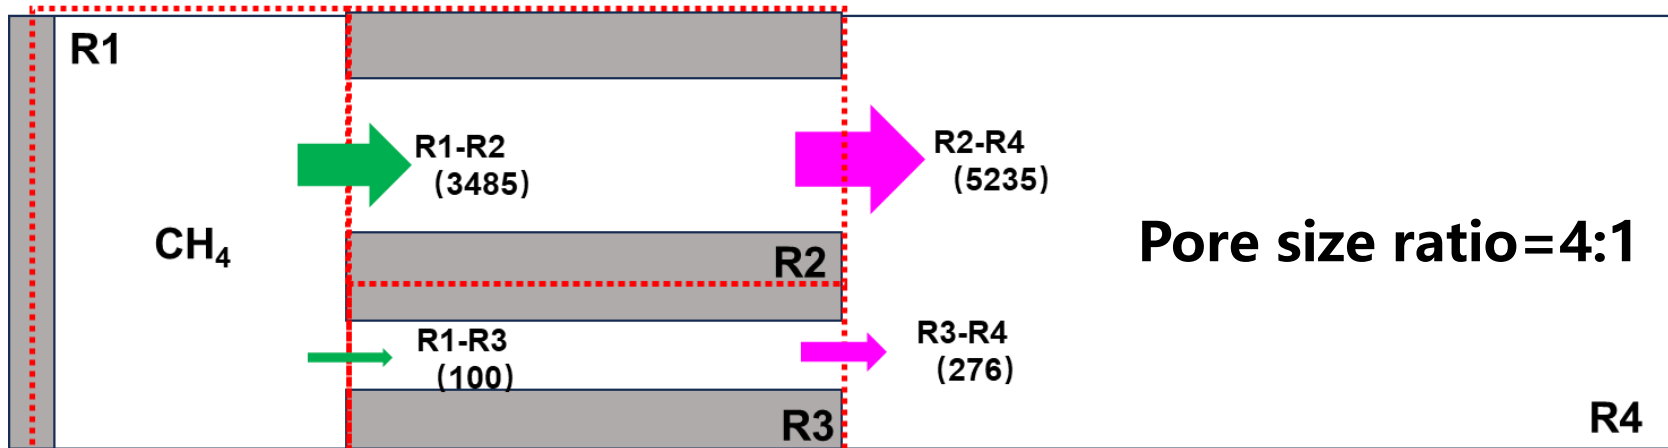 R1
R1-R2
(3485)
R2-R4
(5235)
CH₄
Pore size ratio=4:1
R2
R1-R3
(100)
R3-R4
(276)
R3
R4